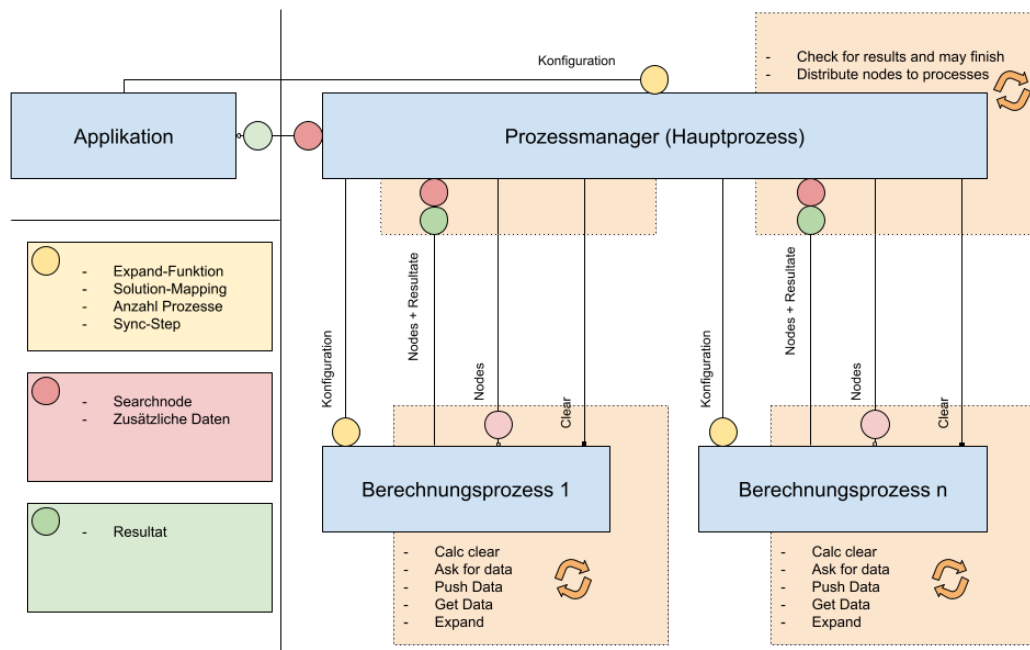 Konfiguration
- Check for results and may finish
- Distribute nodes to processes
Applikation
Prozessmanager (Hauptprozess)
- Expand-Funktion
- Solution-Mapping
- Anzahl Prozesse
- Sync-Step
- Searchnode
- Zusätzliche Daten
- Resultat
Konfiguration
Nodes + Resultate
Nodes
Clear
Konfiguration
Nodes + Resultate
Nodes
Clear
Berechnungsprozess 1
- Calc clear
- Ask for data
- Push Data
- Get Data
- Expand
Berechnungsprozess n
- Calc clear
- Ask for data
- Push Data
- Get Data
- Expand